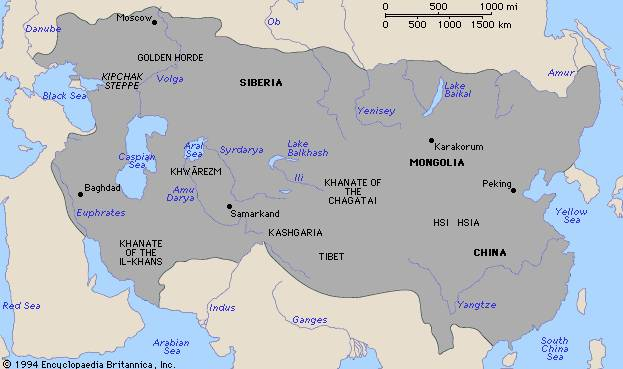 0 500 1000 mi
0 500 1000 1500 km
Moscow
Ob
Danube
GOLDEN HORDE
KIPCHAK
STEPPE
Volga
SIBERIA
Amur
Black Sea
Lake
Baikal
Yenisey
Karakorum
Aral
Sea
Syrdarya
Lake
Balkhash
Caspian
Sea
MONGOLIA
KHWĀREZM
Ili
Baghdad
Amu
Darya
KHANATE OF
THE
CHAGATAI
Peking
Euphrates
Samarkand
Yellow
Sea
HSI HSIA
KASHGARIA
KHANATE
OF THE
IL-KHANS
TIBET
CHINA
Red Sea
Indus
Ganges
Yangtze
Arabian
Sea
South
China
Sea
© 1994 Encyclopaedia Britannica, Inc.